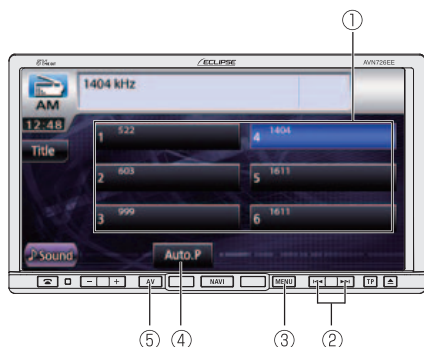 ①
ECLIPSE
AVN726EE
AM
1404 kHz
12:48
Title
1 522
4 1404
2 603
5 1611
3 999
6 1611
♪ Sound
Auto.P
− +
AV
NAVI
MENU
TP
⑤ ④ ③ ②